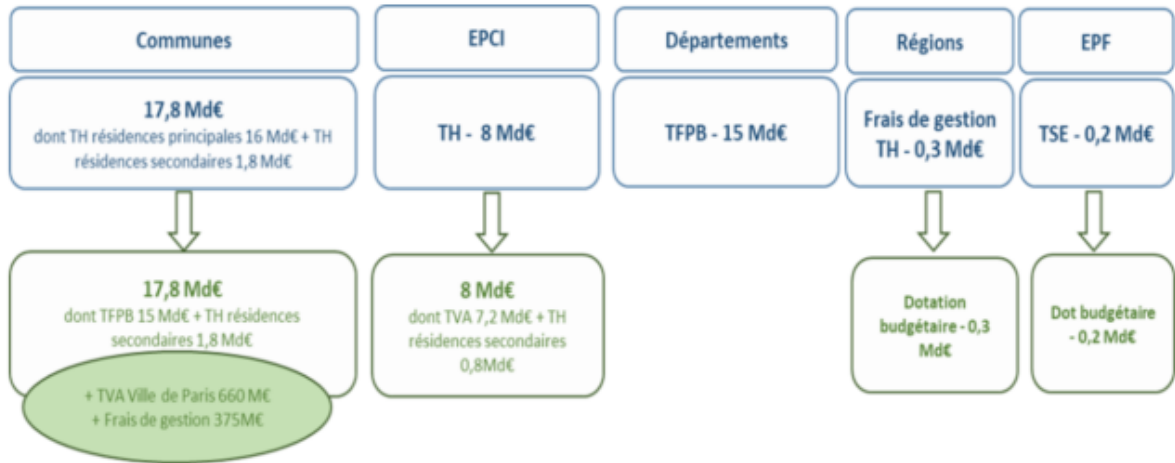 Communes
EPCI
Départements
Régions
EPF
17,8 Md€
dont TH résidences principales 16 Md€ + TH
résidences secondaires 1,8 Md€
TH - 8 Md€
TFPB - 15 Md€
Frais de gestion
TH - 0,3 Md€
TSE - 0,2 Md€
17,8 Md€
dont TFPB 15 Md€ + TH résidences
secondaires 1,8 Md€
+ TVA Ville de Paris 660 M€
+ Frais de gestion 375M€
8 Md€
dont TVA 7,2 Md€ + TH
résidences secondaires
0,8Md€
Dotation
budgétaire - 0,3
Md€
Dot budgétaire
- 0,2 Md€